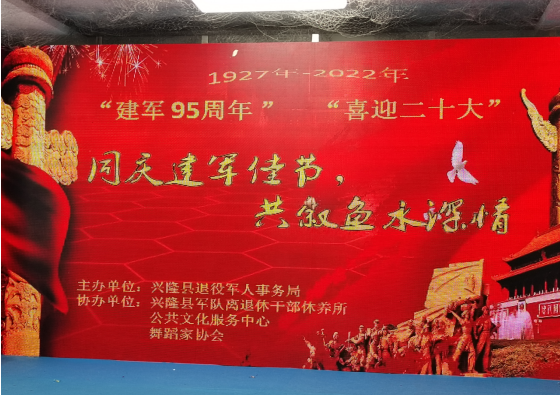 1927年-2022年
“建军95周年” “喜迎二十大”
同庆建军佳节，
共叙鱼水深情
主办单位：兴隆县退役军人事务局
协办单位：兴隆县军队离退休干部休养所
公共文化服务中心
舞蹈家协会